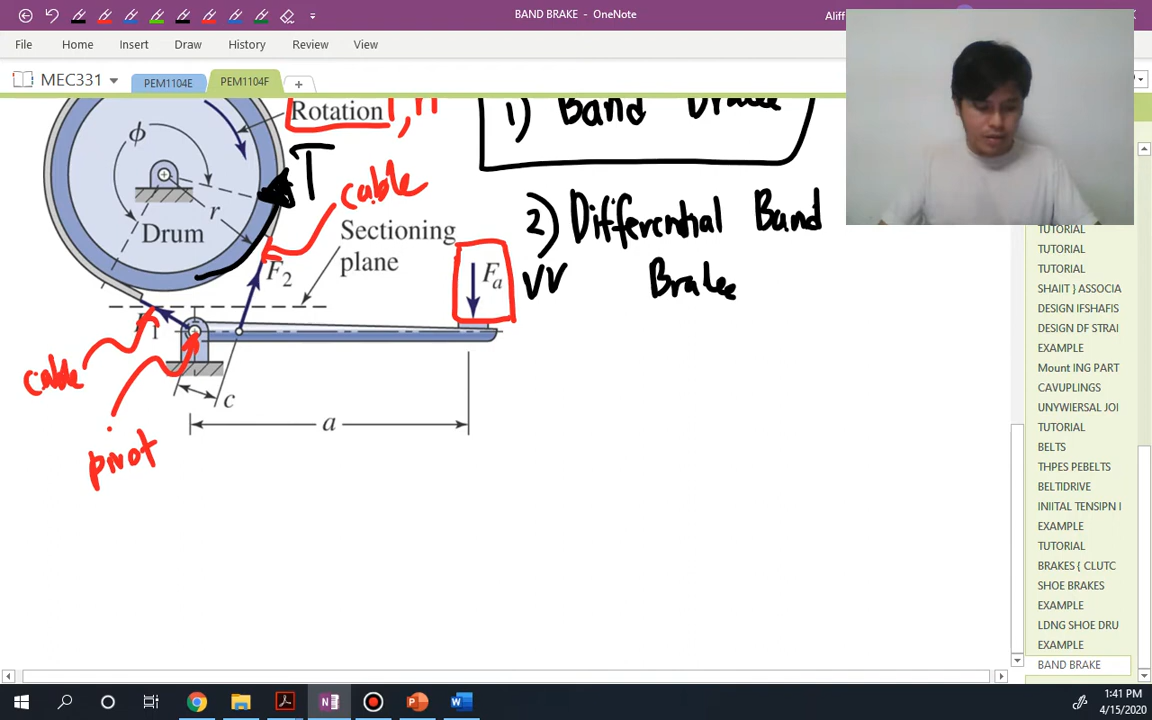 BAND BRAKE - OneNote
Aliff
File Home Insert Draw History Review View
MEC331 PEM1104E PEM1104F +
Rotation T, n
1) Band Brake
ϕ
T
cable
r
Drum
Sectioning
plane
F2
Fa
2) Differential Band
Brake
F1
cable
c
a
pivot
TUTORIAL
TUTORIAL
TUTORIAL
SHAIIT } ASSOCIA
DESIGN IFSHAFIS
DESIGN DF STRAI
EXAMPLE
Mount ING PART
CAVUPLINGS
UNYWIERSAL JOI
TUTORIAL
BELTS
THPES PEBELTS
BELTIDRIVE
INIITAL TENSIPN I
EXAMPLE
TUTORIAL
BRAKES { CLUTC
SHOE BRAKES
EXAMPLE
LDNG SHOE DRU
EXAMPLE
BAND BRAKE
1:41 PM
4/15/2020